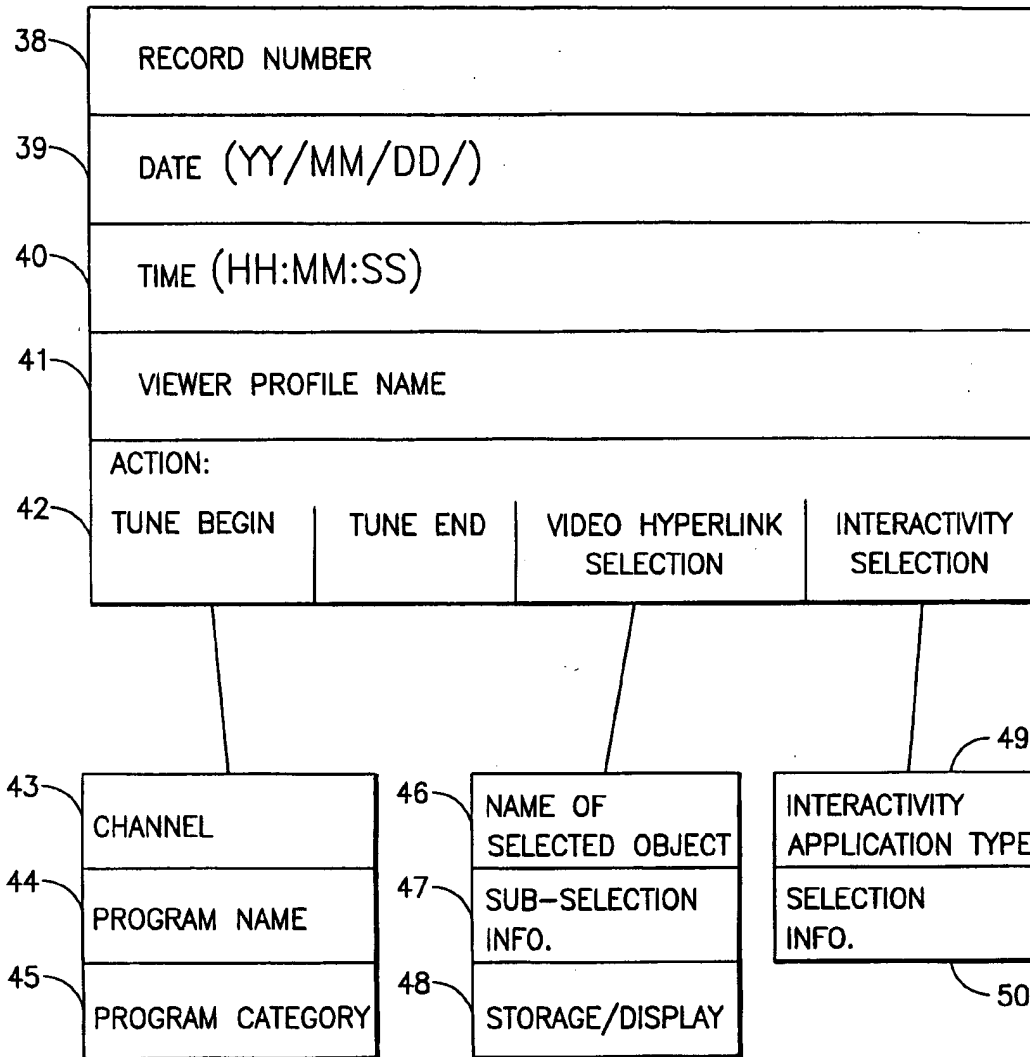 38 RECORD NUMBER
39 DATE (YY/MM/DD/)
40 TIME (HH:MM:SS)
41 VIEWER PROFILE NAME
ACTION:
42 TUNE BEGIN TUNE END VIDEO HYPERLINK INTERACTIVITY
SELECTION SELECTION
49
43 CHANNEL
44 PROGRAM NAME
45 PROGRAM CATEGORY
46 NAME OF
SELECTED OBJECT
47 SUB-SELECTION
INFO.
48 STORAGE/DISPLAY
INTERACTIVITY
APPLICATION TYPE
SELECTION
INFO.
50